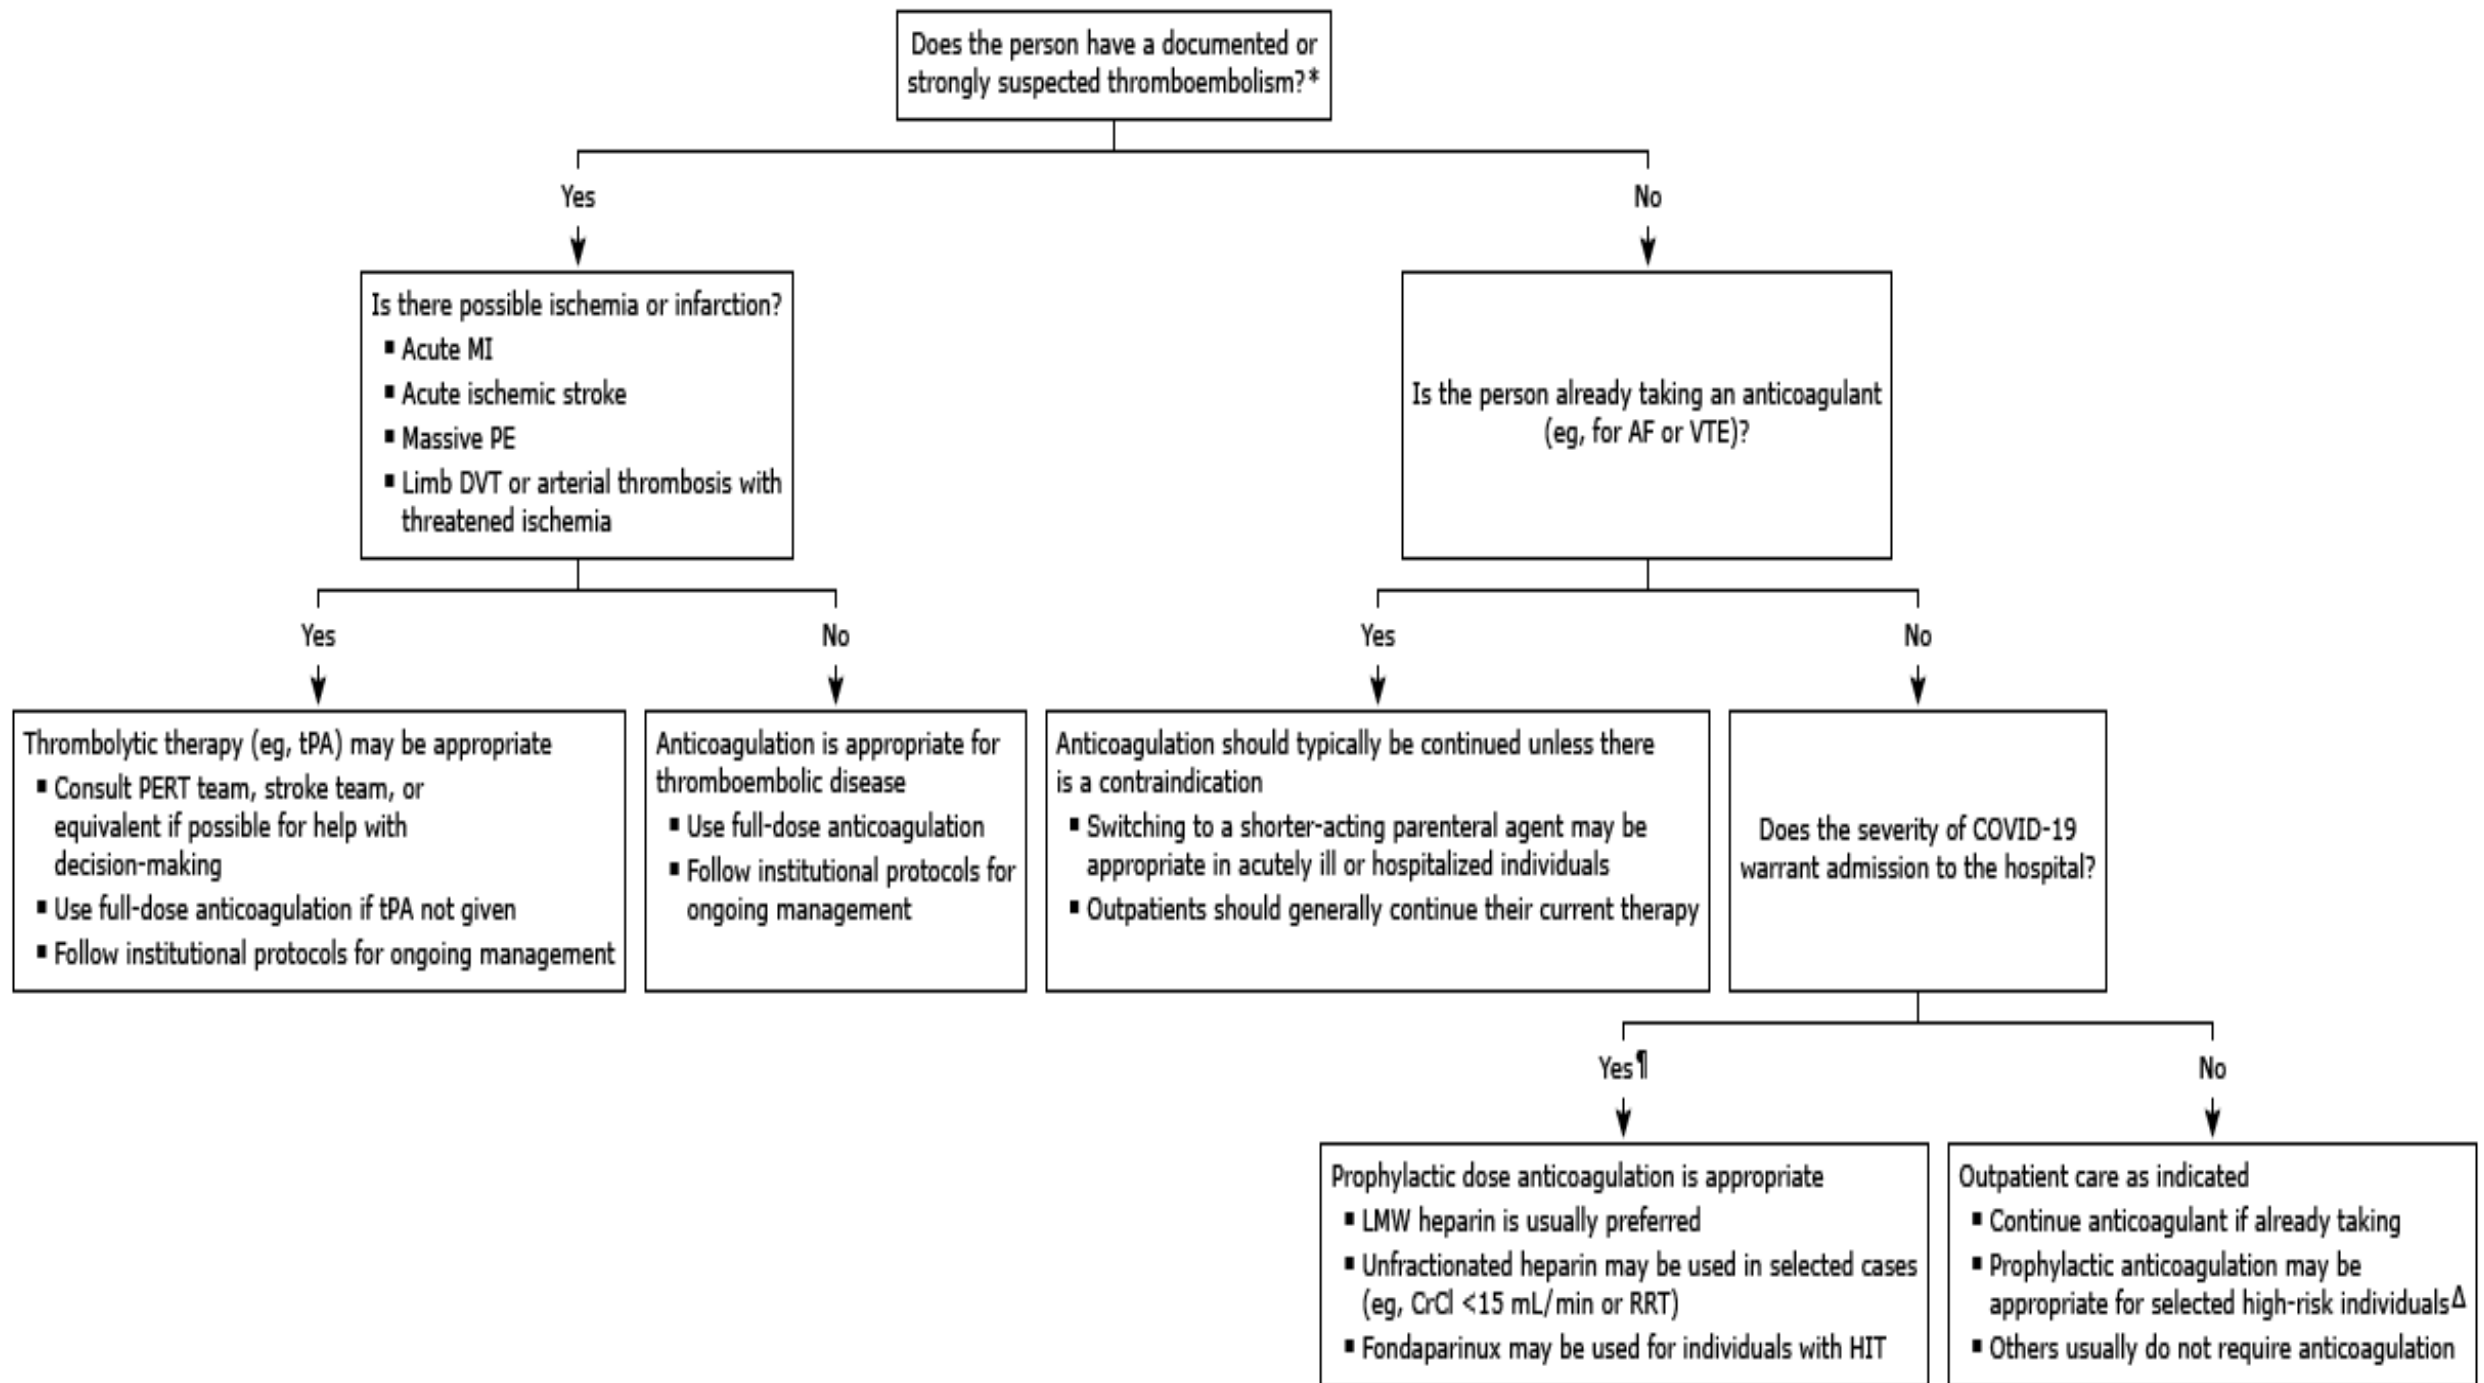 Does the person have a documented or
strongly suspected thromboembolism?*
Yes
No
Is there possible ischemia or infarction?
▪ Acute MI
▪ Acute ischemic stroke
▪ Massive PE
▪ Limb DVT or arterial thrombosis with
threatened ischemia
Is the person already taking an anticoagulant
(eg, for AF or VTE)?
Yes
No
Yes
No
Thrombolytic therapy (eg, tPA) may be appropriate
▪ Consult PERT team, stroke team, or
equivalent if possible for help with
decision-making
▪ Use full-dose anticoagulation if tPA not given
▪ Follow institutional protocols for ongoing management
Anticoagulation is appropriate for
thromboembolic disease
▪ Use full-dose anticoagulation
▪ Follow institutional protocols for
ongoing management
Anticoagulation should typically be continued unless there
is a contraindication
▪ Switching to a shorter-acting parenteral agent may be
appropriate in acutely ill or hospitalized individuals
▪ Outpatients should generally continue their current therapy
Does the severity of COVID-19
warrant admission to the hospital?
Yes¶
No
Prophylactic dose anticoagulation is appropriate
▪ LMW heparin is usually preferred
▪ Unfractionated heparin may be used in selected cases
(eg, CrCl <15 mL/min or RRT)
▪ Fondaparinux may be used for individuals with HIT
Outpatient care as indicated
▪ Continue anticoagulant if already taking
▪ Prophylactic anticoagulation may be
appropriate for selected high-risk individualsΔ
▪ Others usually do not require anticoagulation